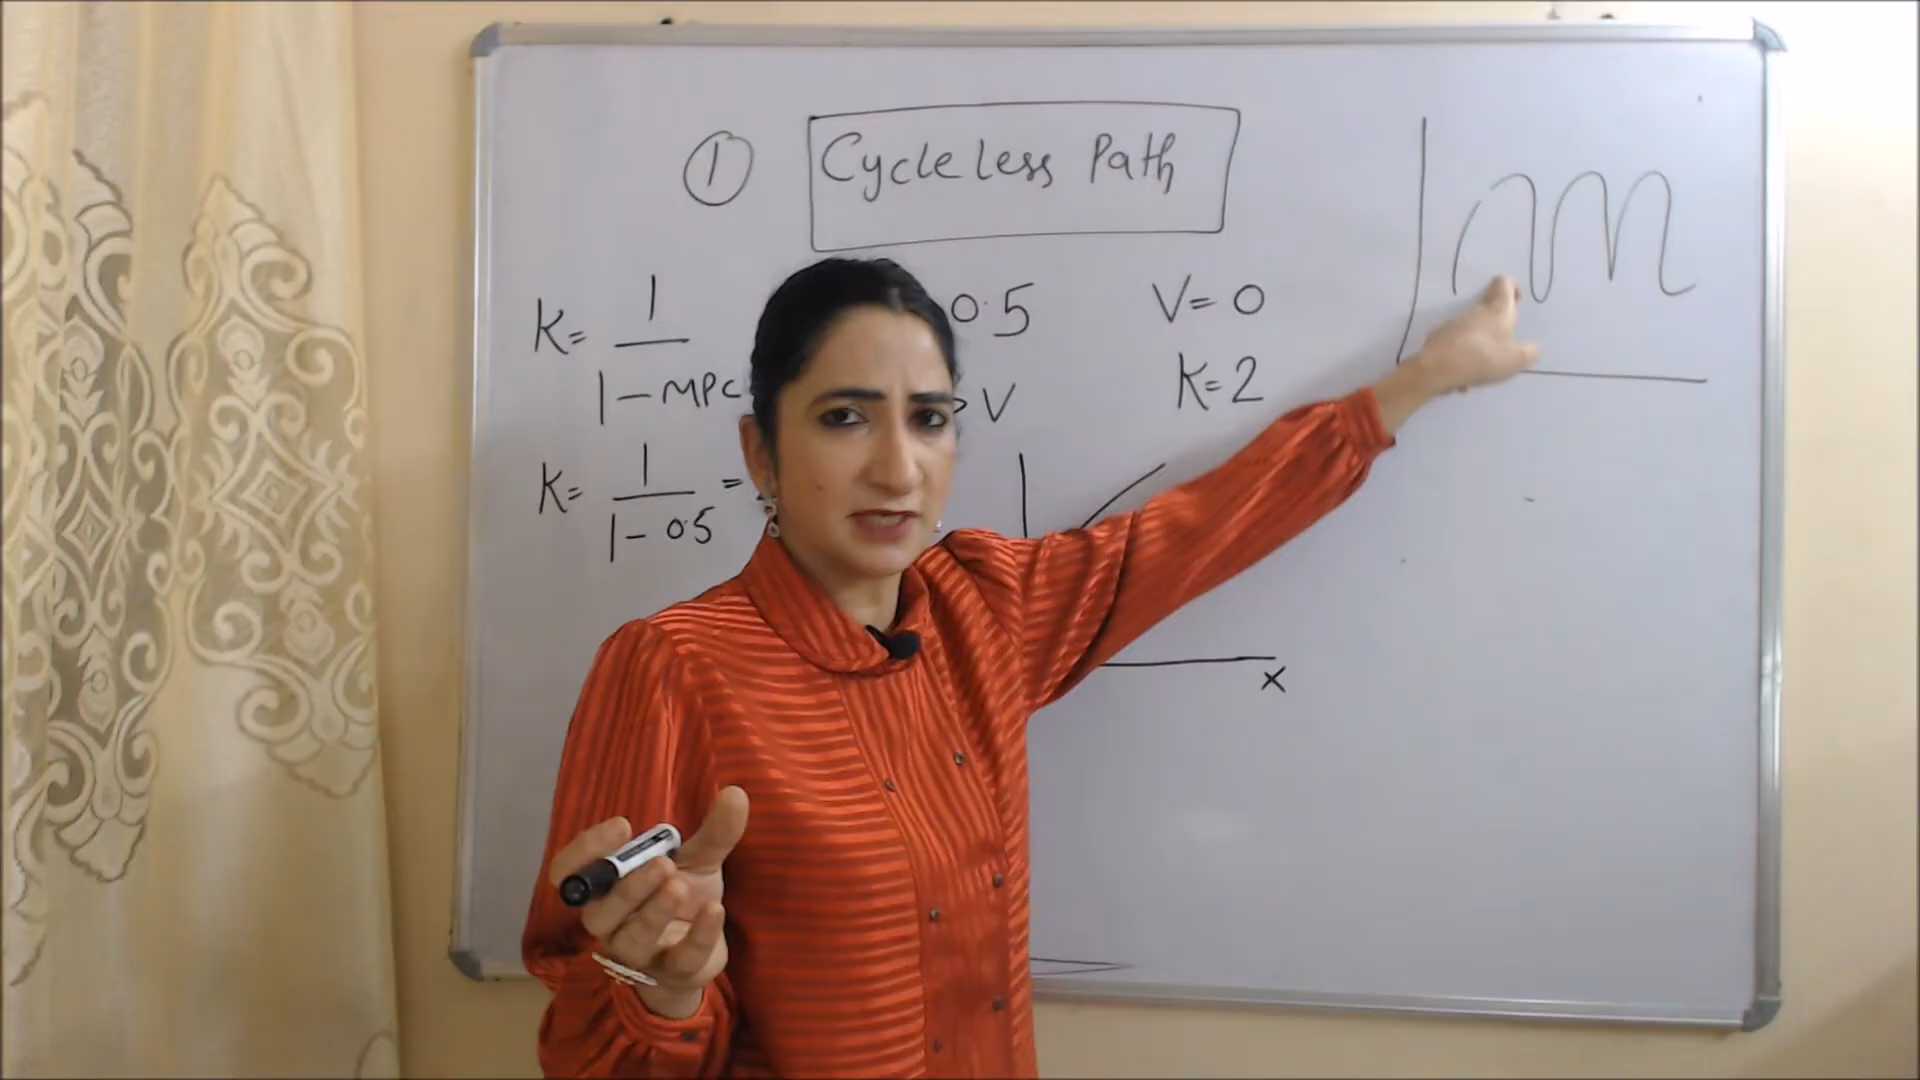 ① Cycleless Path
K= 1 / 1-MPC
0.5
V
V=0
K=2
K= 1 / 1-0.5 =
X